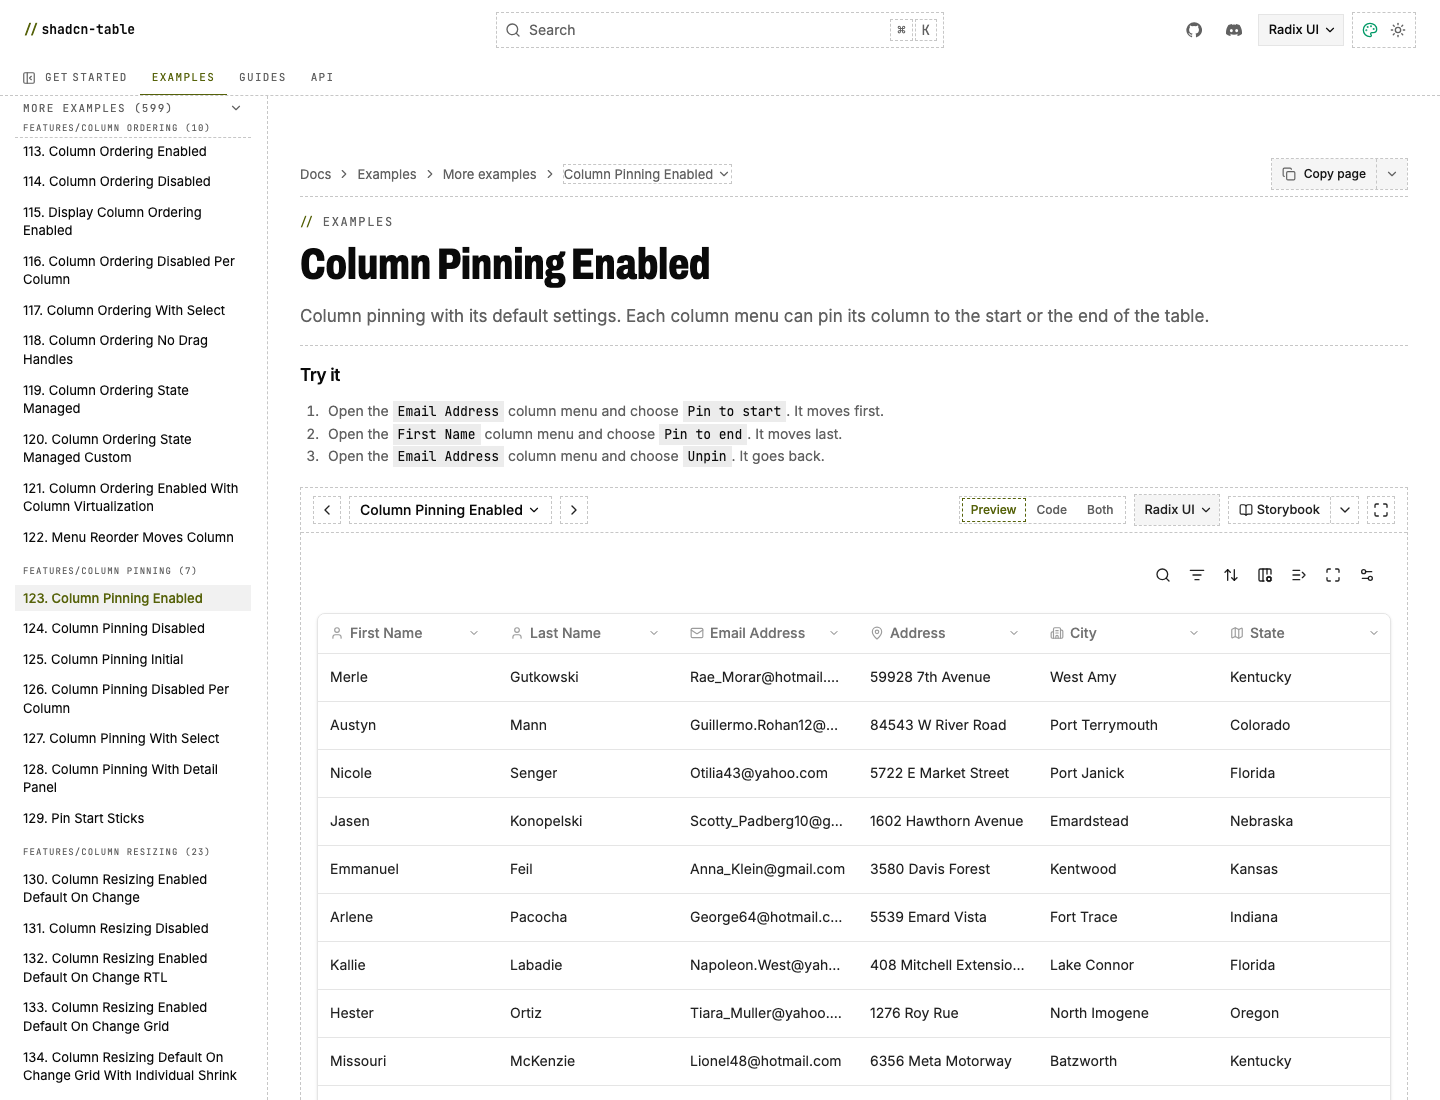 // shadcn-table
Search
⌘ K
Radix UI
GET STARTED
EXAMPLES
GUIDES
API
MORE EXAMPLES (599)
FEATURES/COLUMN ORDERING (10)
113. Column Ordering Enabled
114. Column Ordering Disabled
115. Display Column Ordering
Enabled
116. Column Ordering Disabled Per
Column
117. Column Ordering With Select
118. Column Ordering No Drag
Handles
119. Column Ordering State
Managed
120. Column Ordering State
Managed Custom
121. Column Ordering Enabled With
Column Virtualization
122. Menu Reorder Moves Column
FEATURES/COLUMN PINNING (7)
123. Column Pinning Enabled
124. Column Pinning Disabled
125. Column Pinning Initial
126. Column Pinning Disabled Per
Column
127. Column Pinning With Select
128. Column Pinning With Detail
Panel
129. Pin Start Sticks
FEATURES/COLUMN RESIZING (23)
130. Column Resizing Enabled
Default On Change
131. Column Resizing Disabled
132. Column Resizing Enabled
Default On Change RTL
133. Column Resizing Enabled
Default On Change Grid
134. Column Resizing Default On
Change Grid With Individual Shrink
Docs > Examples > More examples > Column Pinning Enabled
Copy page
// EXAMPLES
Column Pinning Enabled
Column pinning with its default settings. Each column menu can pin its column to the start or the end of the table.
Try it
1. Open the Email Address column menu and choose Pin to start. It moves first.
2. Open the First Name column menu and choose Pin to end. It moves last.
3. Open the Email Address column menu and choose Unpin. It goes back.
Column Pinning Enabled
Preview Code Both
Radix UI
Storybook
First Name Last Name Email Address Address City State
Merle Gutkowski Rae_Morar@hotmail.... 59928 7th Avenue West Amy Kentucky
Austyn Mann Guillermo.Rohan12@... 84543 W River Road Port Terrymouth Colorado
Nicole Senger Otilia43@yahoo.com 5722 E Market Street Port Janick Florida
Jasen Konopelski Scotty_Padberg10@g... 1602 Hawthorn Avenue Emardstead Nebraska
Emmanuel Feil Anna_Klein@gmail.com 3580 Davis Forest Kentwood Kansas
Arlene Pacocha George64@hotmail.c... 5539 Emard Vista Fort Trace Indiana
Kallie Labadie Napoleon.West@yah... 408 Mitchell Extensio... Lake Connor Florida
Hester Ortiz Tiara_Muller@yahoo.... 1276 Roy Rue North Imogene Oregon
Missouri McKenzie Lionel48@hotmail.com 6356 Meta Motorway Batzworth Kentucky